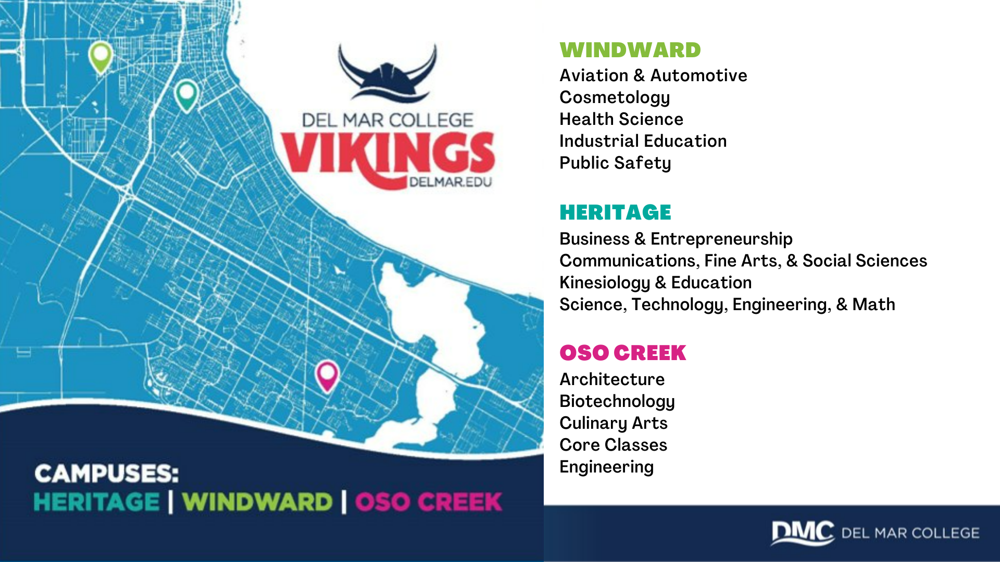 DEL MAR COLLEGE
VIKINGS
DELMAR.EDU
CAMPUSES:
HERITAGE | WINDWARD | OSO CREEK
WINDWARD
Aviation & Automotive
Cosmetology
Health Science
Industrial Education
Public Safety
HERITAGE
Business & Entrepreneurship
Communications, Fine Arts, & Social Sciences
Kinesiology & Education
Science, Technology, Engineering, & Math
OSO CREEK
Architecture
Biotechnology
Culinary Arts
Core Classes
Engineering
DMC DEL MAR COLLEGE